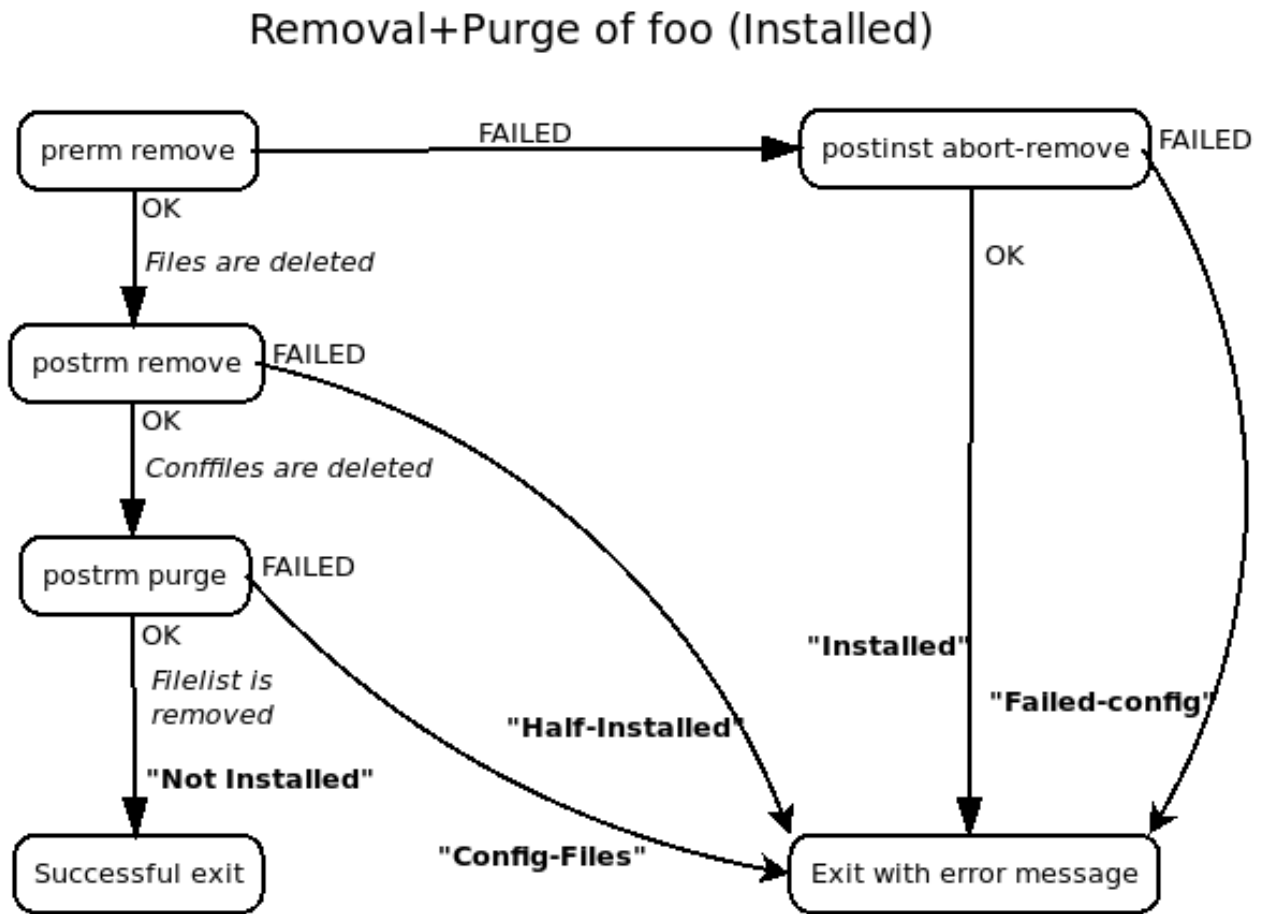 Removal+Purge of foo (Installed)
prerm remove
FAILED
postinst abort-remove
FAILED
OK
Files are deleted
OK
postrm remove
FAILED
OK
Conffiles are deleted
postrm purge
FAILED
OK
Filelist is
removed
"Installed"
"Failed-config"
"Half-Installed"
"Not Installed"
"Config-Files"
Successful exit
Exit with error message